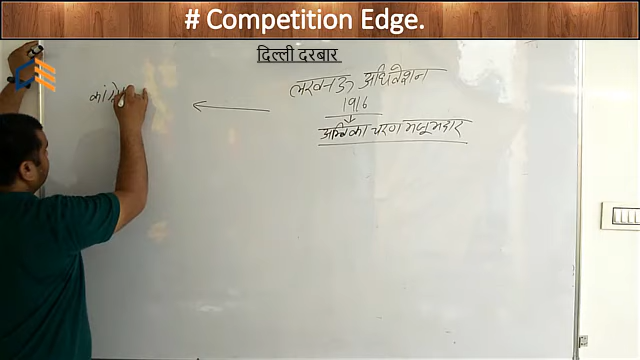 # Competition Edge.
दिल्ली दरबार
लखनऊ अधिवेशन
1916
अम्बिका चरण मजूमदार